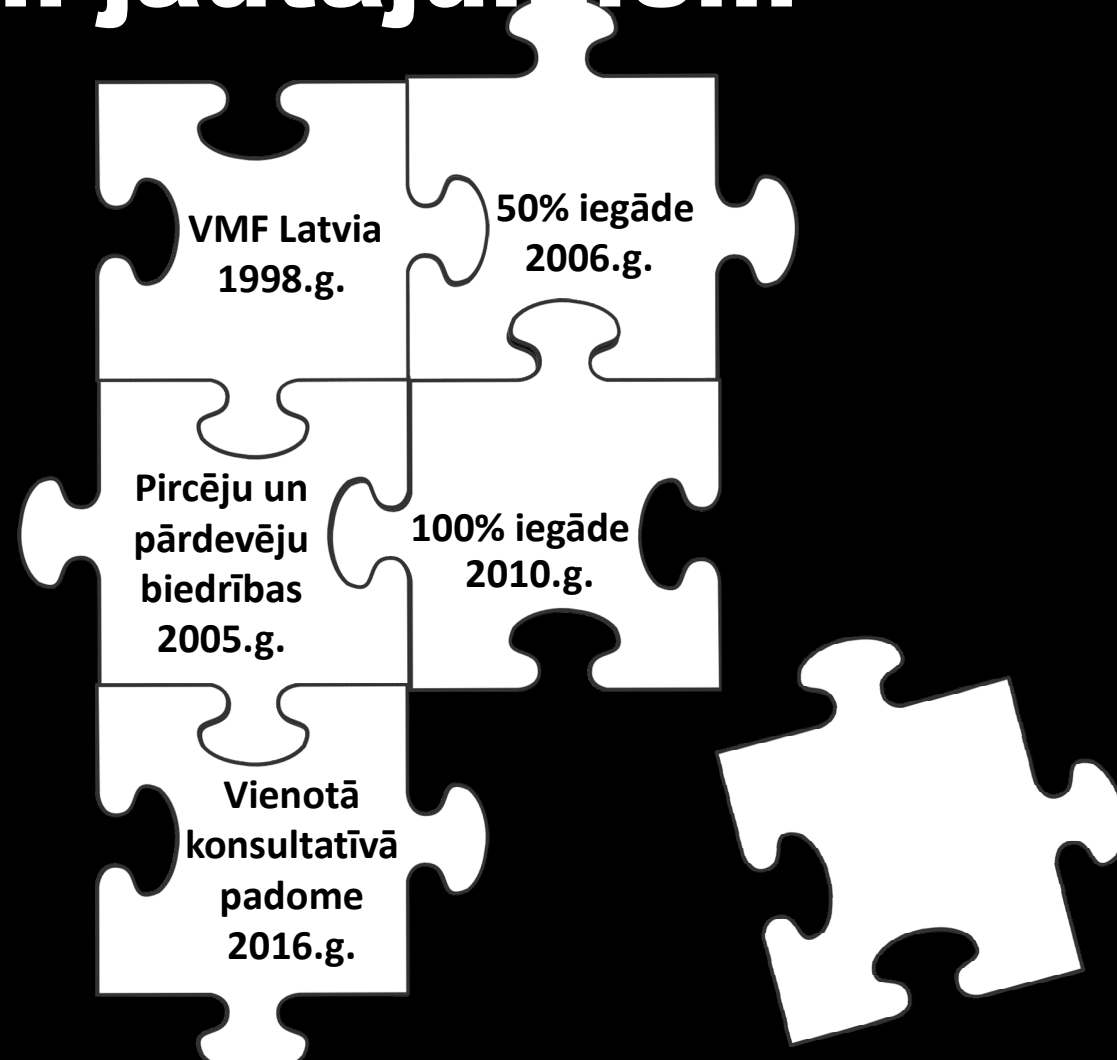 VMF Latvia
1998.g.
50% iegāde
2006.g.
Pircēju un
pārdevēju
biedrības
2005.g.
100% iegāde
2010.g.
Vienotā
konsultatīvā
padome
2016.g.